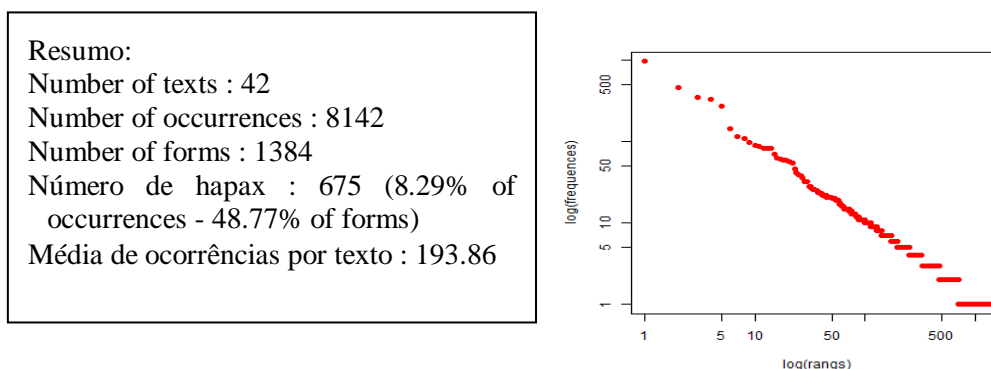 Resumo:
Number of texts : 42
Number of occurrences : 8142
Number of forms : 1384
Número de hapax : 675 (8.29% of
occurrences - 48.77% of forms)
Média de ocorrências por texto : 193.86
log(frequences)
500
50
10
5
1
1 5 10 50 500
log(rangs)